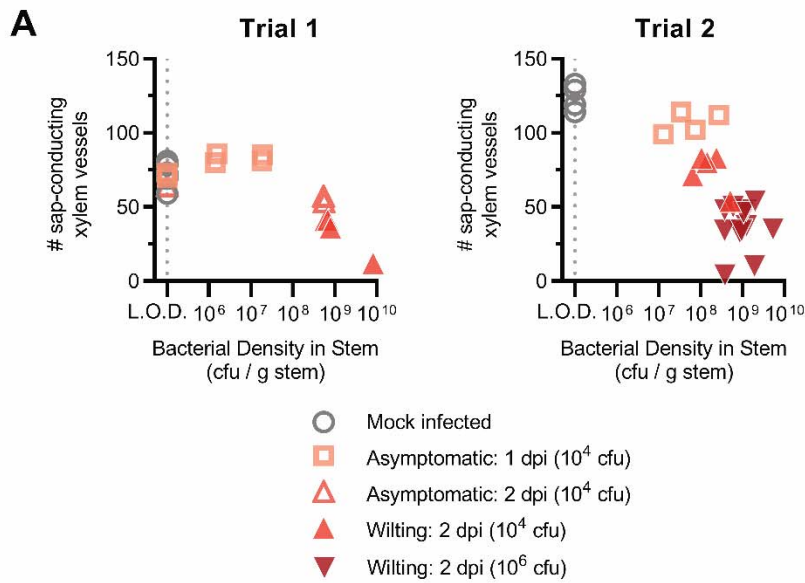 A
Trial 1
Trial 2
# sap-conducting
xylem vessels
150
100
50
0
L.O.D. 10⁶ 10⁷ 10⁸ 10⁹ 10¹⁰
Bacterial Density in Stem
(cfu / g stem)
# sap-conducting
xylem vessels
150
100
50
0
L.O.D. 10⁶ 10⁷ 10⁸ 10⁹ 10¹⁰
Bacterial Density in Stem
(cfu / g stem)
Mock infected
Asymptomatic: 1 dpi (10⁴ cfu)
Asymptomatic: 2 dpi (10⁴ cfu)
Wilting: 2 dpi (10⁴ cfu)
Wilting: 2 dpi (10⁶ cfu)